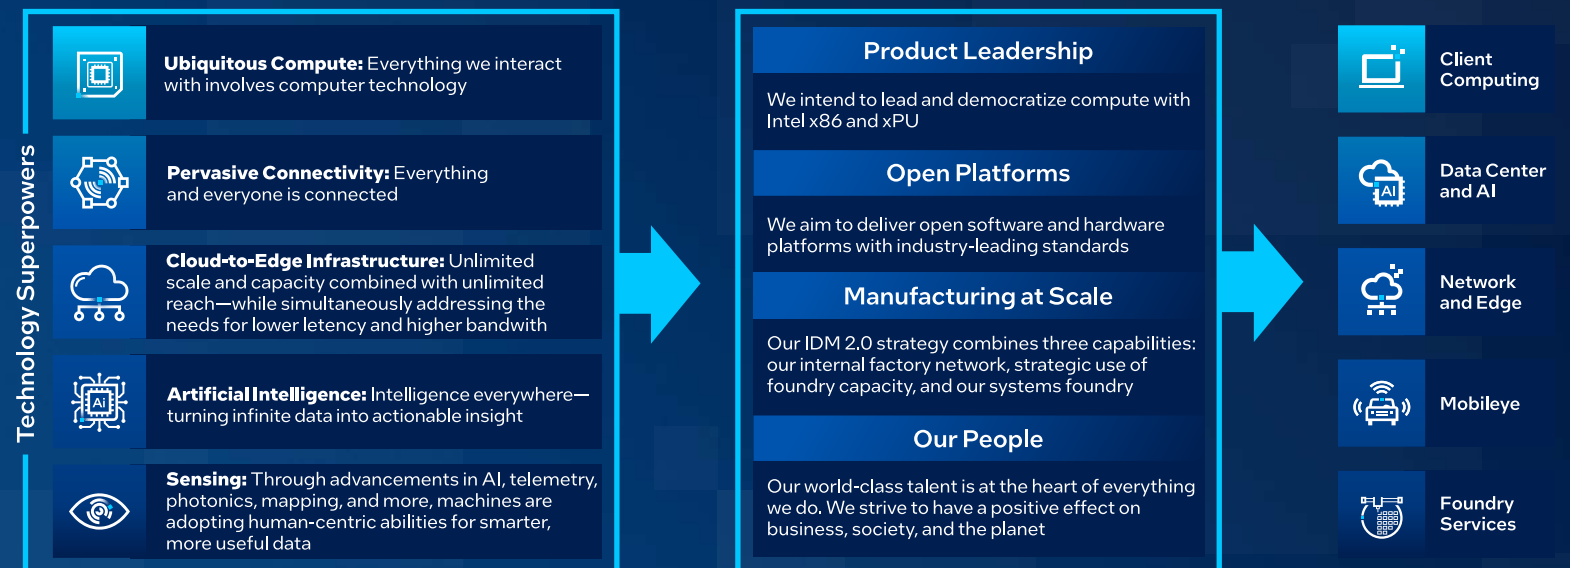 Technology Superpowers
Ubiquitous Compute: Everything we interact
with involves computer technology
Pervasive Connectivity: Everything
and everyone is connected
Cloud-to-Edge Infrastructure: Unlimited
scale and capacity combined with unlimited
reach—while simultaneously addressing the
needs for lower letency and higher bandwith
Ai
Artificial Intelligence: Intelligence everywhere—
turning infinite data into actionable insight
Sensing: Through advancements in AI, telemetry,
photonics, mapping, and more, machines are
adopting human-centric abilities for smarter,
more useful data
Product Leadership
We intend to lead and democratize compute with
Intel x86 and xPU
Open Platforms
We aim to deliver open software and hardware
platforms with industry-leading standards
Manufacturing at Scale
Our IDM 2.0 strategy combines three capabilities:
our internal factory network, strategic use of
foundry capacity, and our systems foundry
Our People
Our world-class talent is at the heart of everything
we do. We strive to have a positive effect on
business, society, and the planet
Client
Computing
AI
Data Center
and AI
Network
and Edge
Mobileye
Foundry
Services